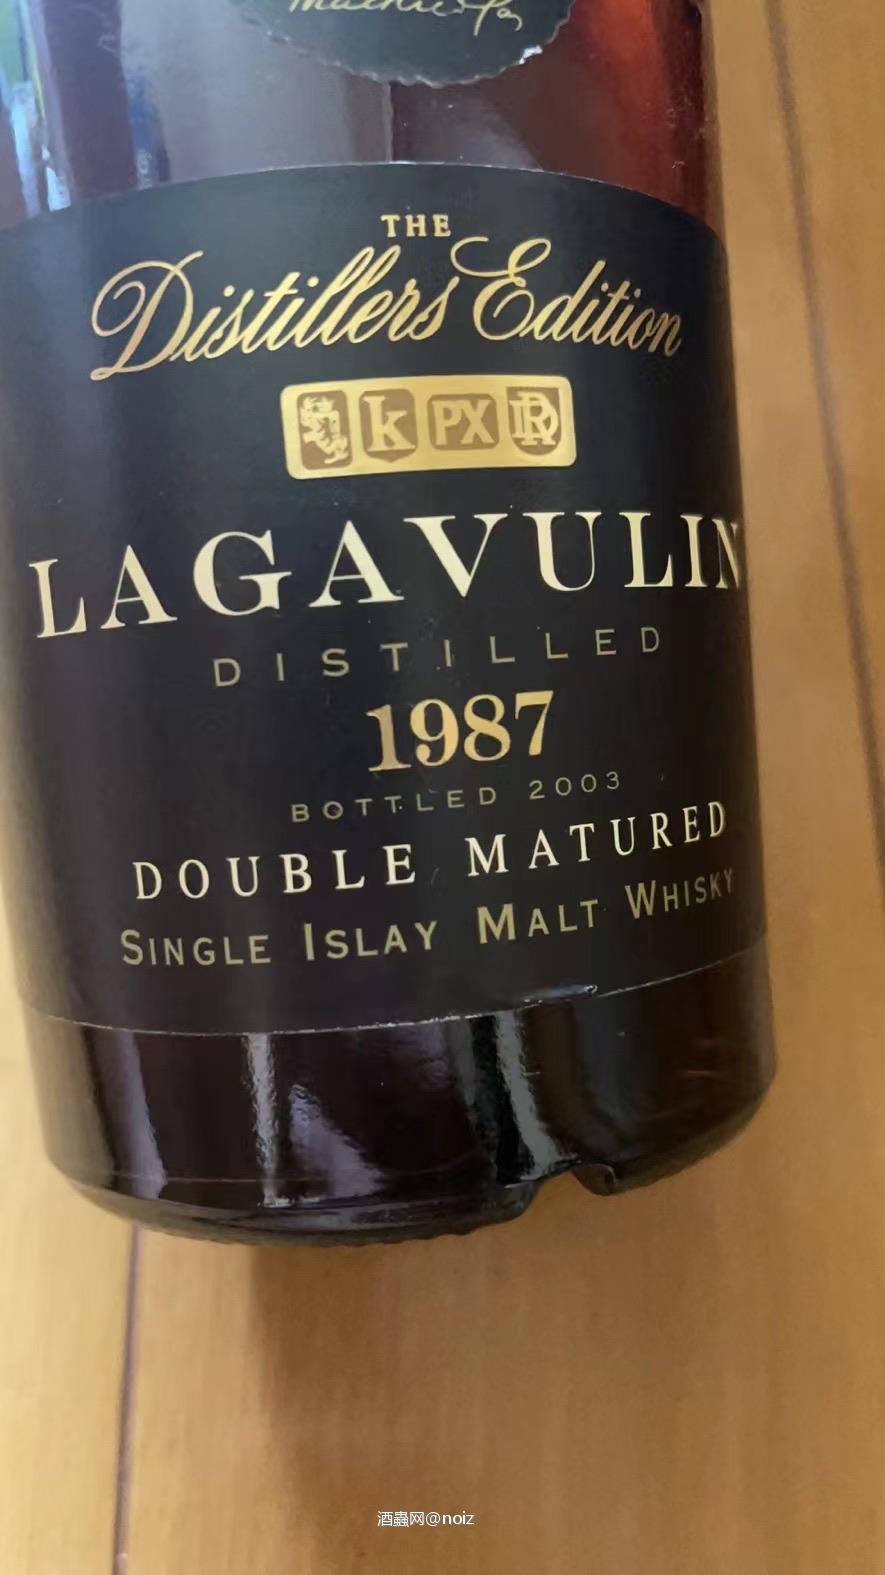 THE
Distillers Edition
k PX DR
LAGAVULIN
DISTILLED
1987
BOTTLED 2003
DOUBLE MATURED
SINGLE ISLAY MALT WHISKY
酒蟲网@noiz